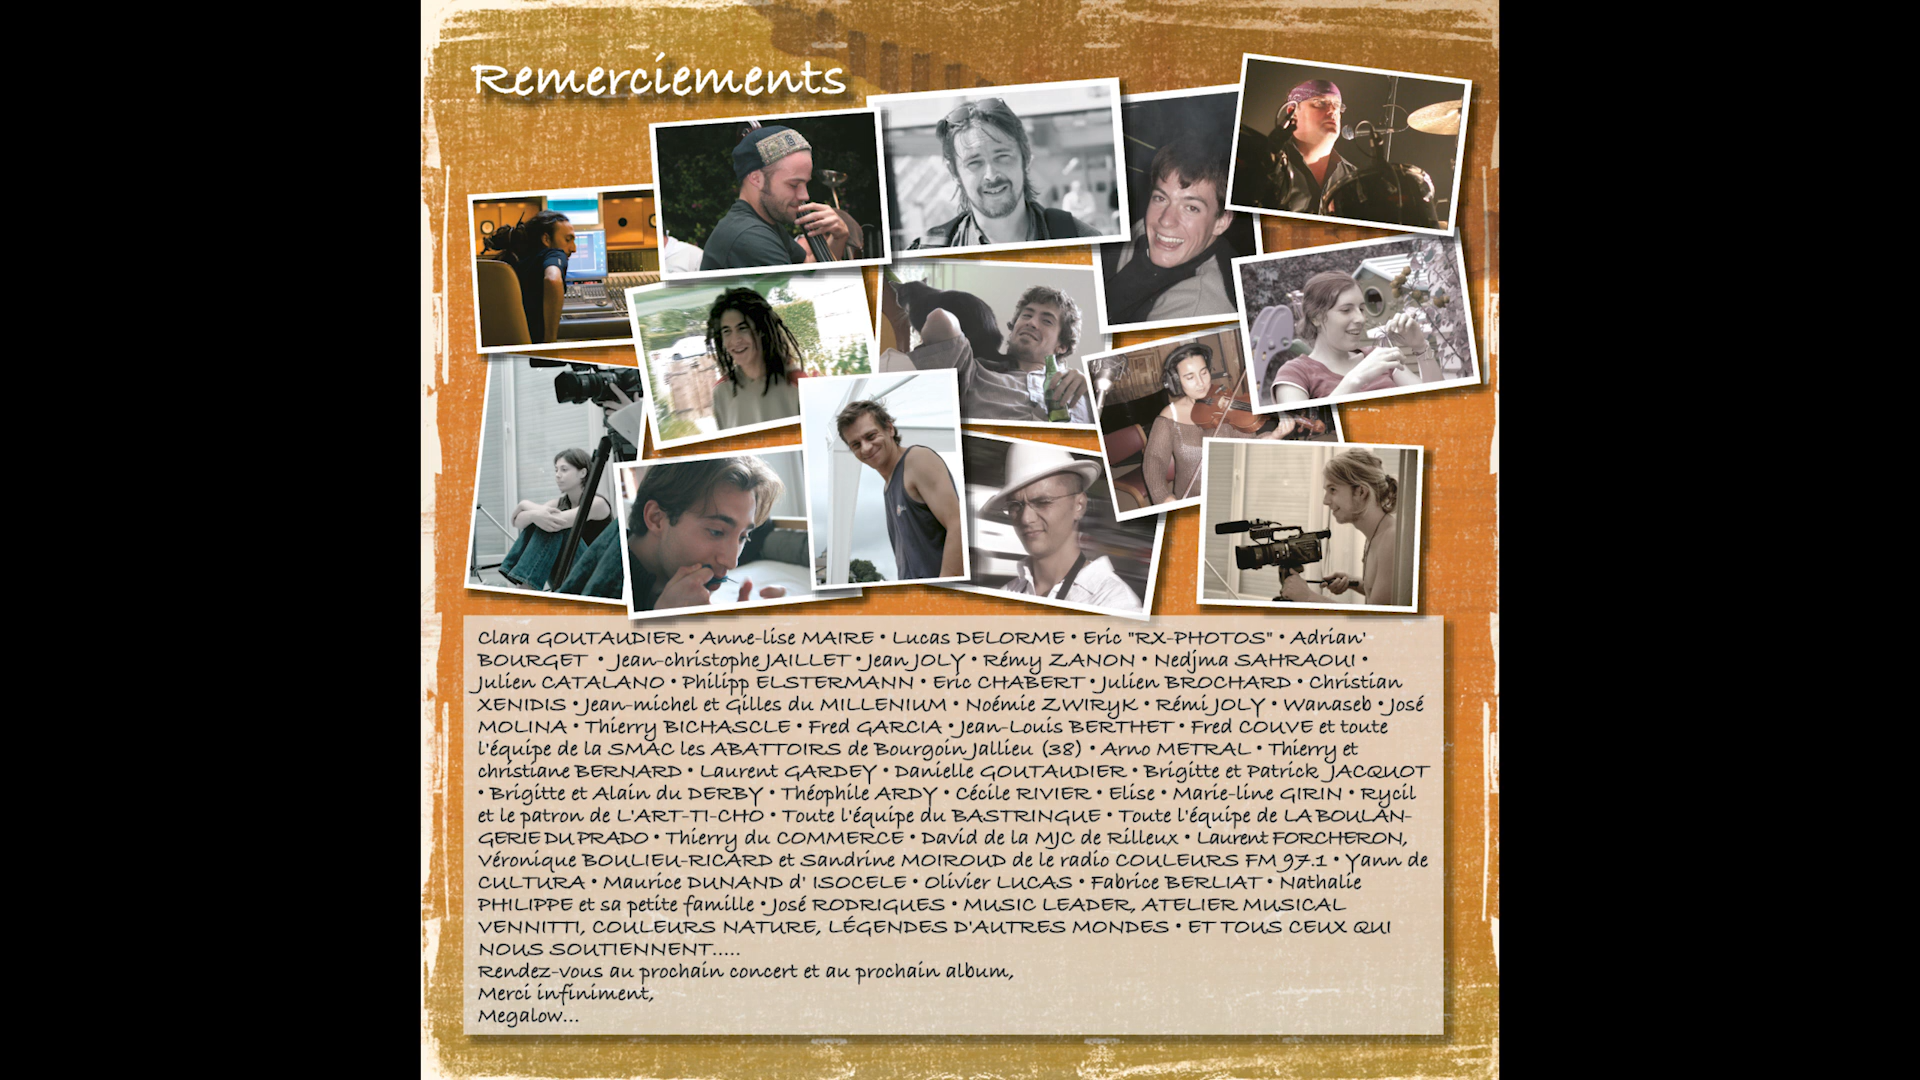 Remerciements
Clara GOUTAUDIER • Anne-lise MAIRE • Lucas DELORME • Eric "RX-PHOTOS" • Adrian'
BOURGET • Jean-christophe JAILLET • Jean JOLY • Rémy ZANON • Nedjma SAHRAOUI •
Julien CATALANO • Philipp ELSTERMANN • Eric CHABERT • Julien BROCHARD • Christian
XENIDIS • Jean-michel et Gilles du MILLENIUM • Noémie ZWIRyK • Rémi JOLY • Wanaseb • José
MOLINA • Thierry BICHASCLE • Fred GARCIA • Jean-Louis BERTHET • Fred COUVE et toute
l'équipe de la SMAC les ABATTOIRS de Bourgoin Jallieu (38) • Arno METRAL • Thierry et
christiane BERNARD • Laurent GARDEY • Danielle GOUTAUDIER • Brigitte et Patrick JACQUOT
• Brigitte et Alain du DERBY • Théophile ARDY • Cécile RIVIER • Elise • Marie-line GIRIN • Rycil
et le patron de L'ART-TI-CHO • Toute l'équipe du BASTRINGUE • Toute l'équipe de LA BOULAN-
GERIE DU PRADO • Thierry du COMMERCE • David de la MJC de Rilleux • Laurent FORCHERON,
Véronique BOULIEU-RICARD et Sandrine MOIROUD de le radio COULEURS FM 97.1 • Yann de
CULTURA • Maurice DUNAND d' ISOCELE • Olivier LUCAS • Fabrice BERLIAT • Nathalie
PHILIPPE et sa petite famille • José RODRIGUES • MUSIC LEADER, ATELIER MUSICAL
VENNITTI, COULEURS NATURE, LÉGENDES D'AUTRES MONDES • ET TOUS CEUX QUI
NOUS SOUTIENNENT.....
Rendez-vous au prochain concert et au prochain album,
Merci infiniment,
Megalow...